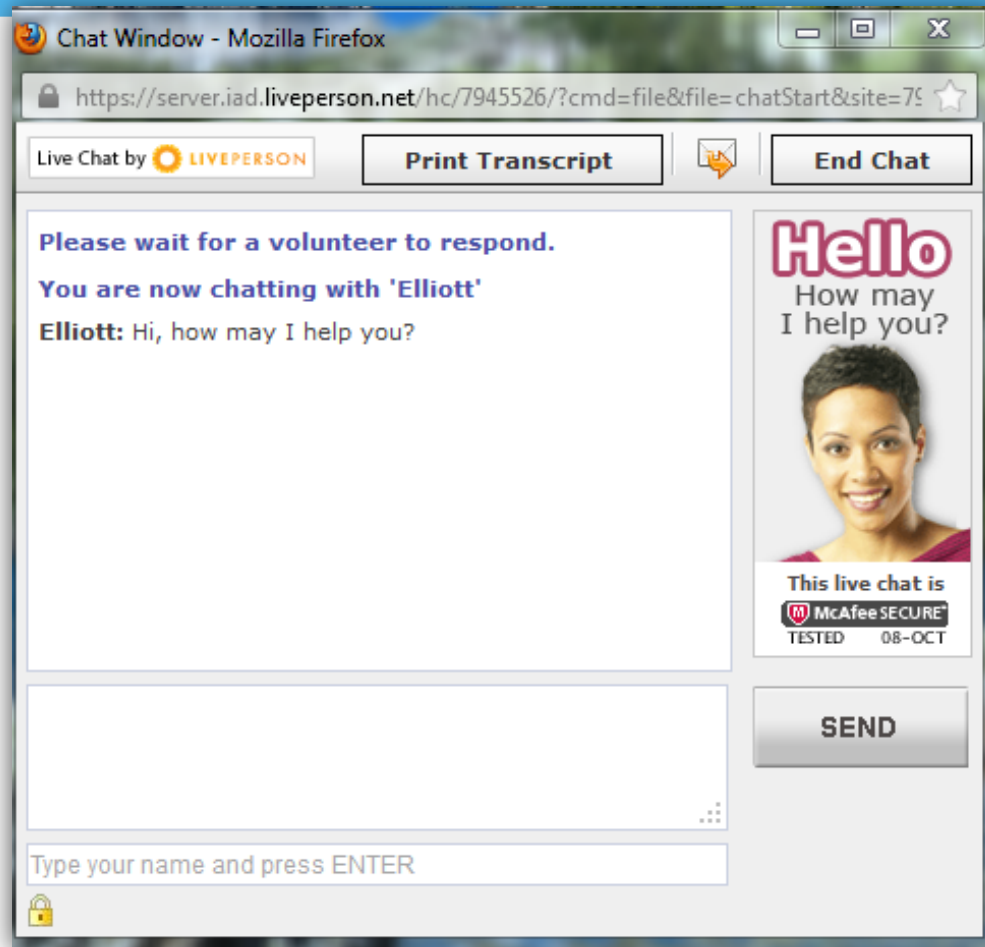 Chat Window - Mozilla Firefox
X
https://server.iad.liveperson.net/hc/7945526/?cmd=file&file=chatStart&site=79
Live Chat by LIVEPERSON
Print Transcript
End Chat
Please wait for a volunteer to respond.
You are now chatting with 'Elliott'
Elliott: Hi, how may I help you?
Hello
How may
I help you?
This live chat is
McAfee SECURE
TESTED 08-OCT
SEND
Type your name and press ENTER